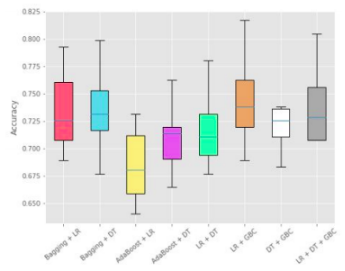 0.825
0.800
0.775
0.750
0.725
0.700
0.675
0.650
Accuracy
Bagging + LR
Bagging + DT
AdaBoost + LR
AdaBoost + DT
LR + DT
LR + GBC
DT + GBC
LR + DT + GBC